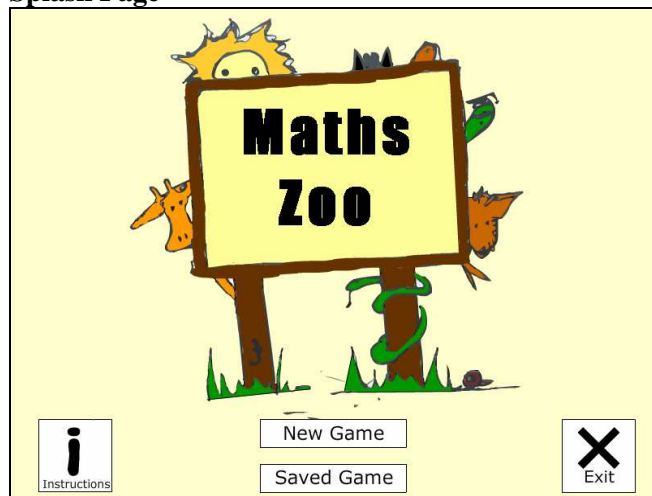 Splash Page
Maths
Zoo
New Game
Saved Game
i
Instructions
Exit